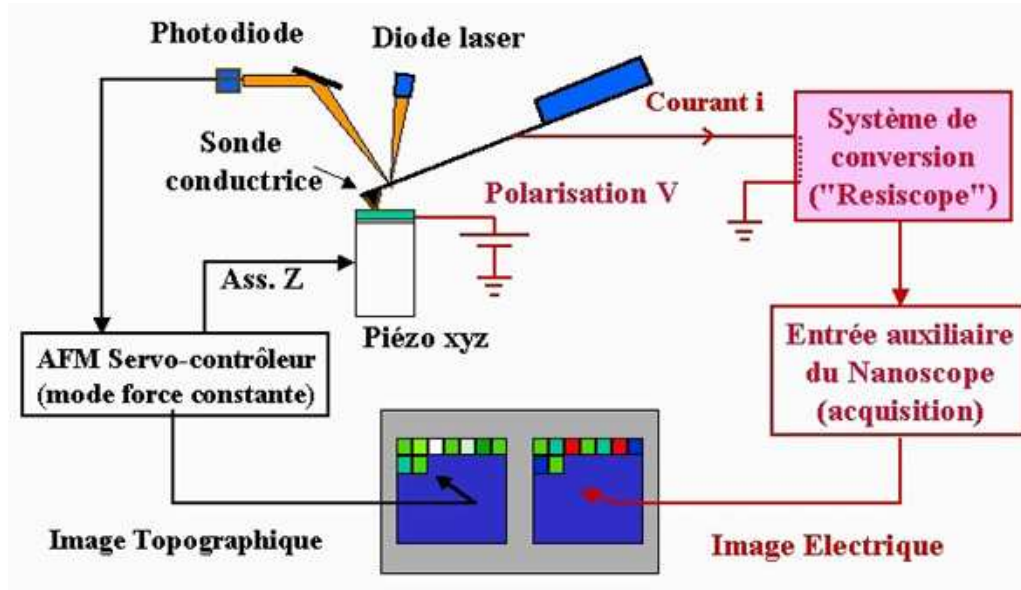 Photodiode
Diode laser
Courant i
Système de
conversion
("Resiscope")
Sonde
conductrice
Polarisation V
Ass. Z
Piézo xyz
AFM Servo-contrôleur
(mode force constante)
Entrée auxiliaire
du Nanoscope
(acquisition)
Image Topographique
Image Electrique